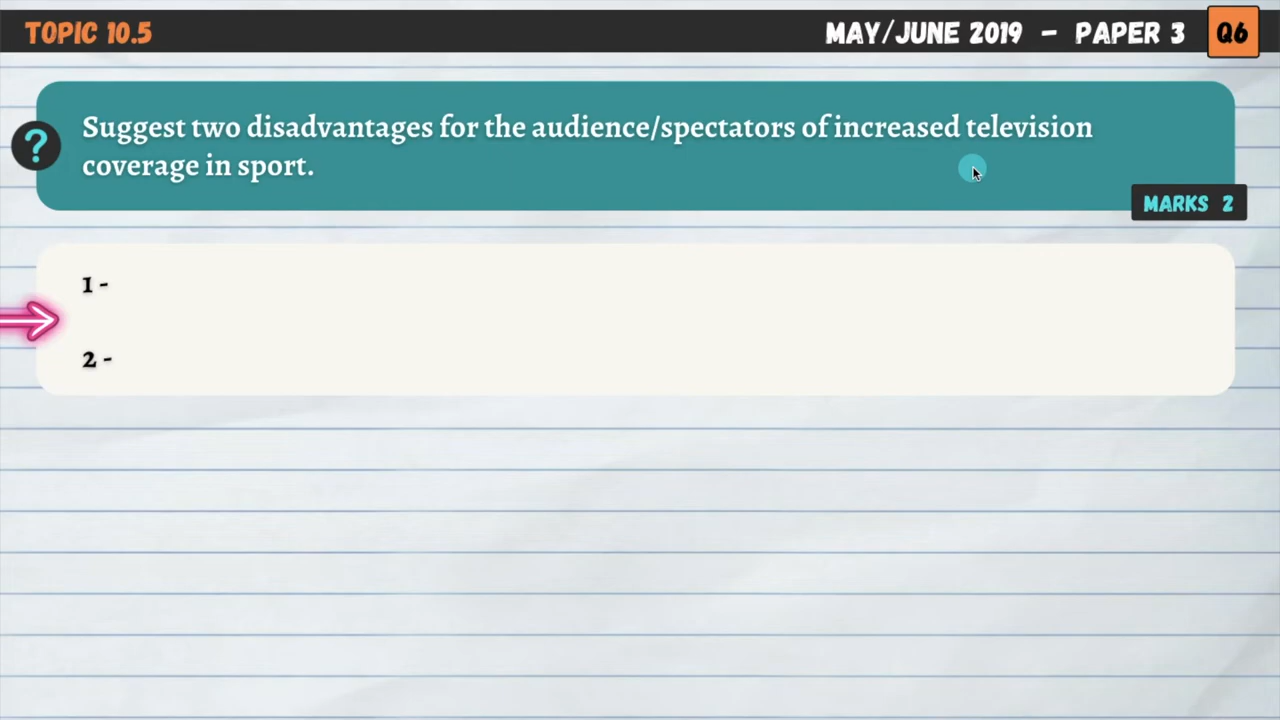 TOPIC 10.5
MAY/JUNE 2019 - PAPER 3
Q6
?
Suggest two disadvantages for the audience/spectators of increased television
coverage in sport.
MARKS 2
1 -
2 -